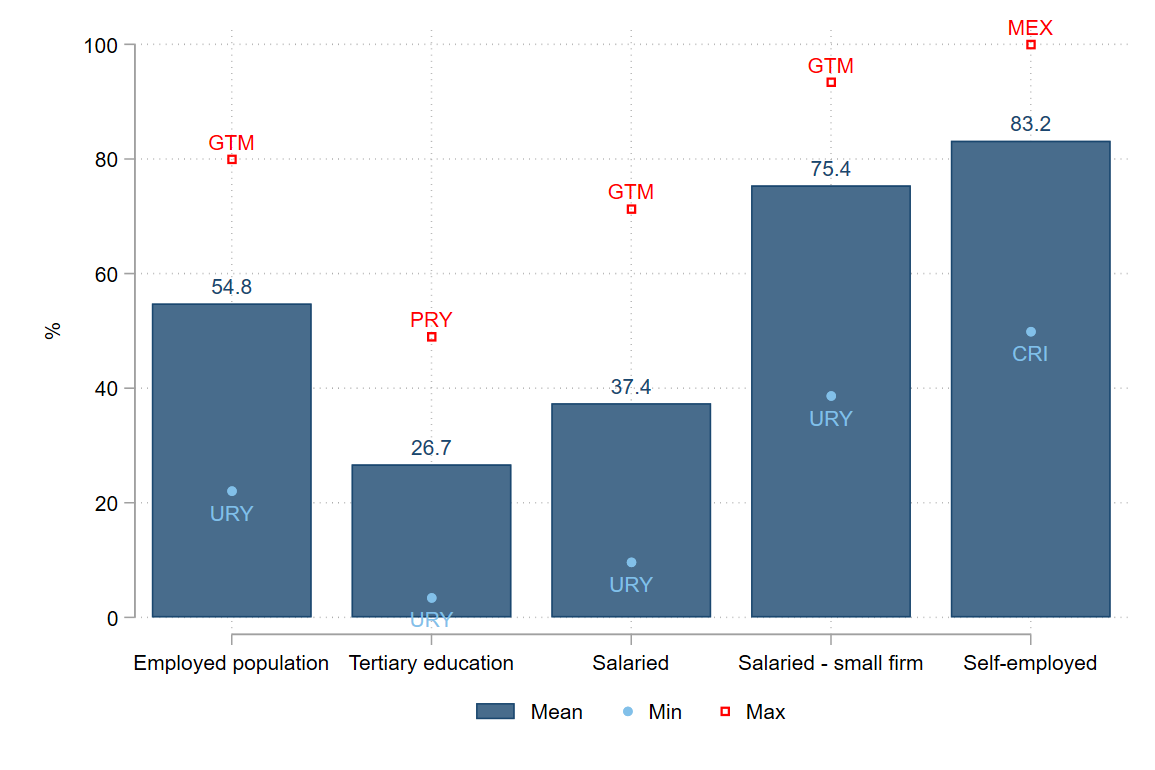 MEX
100
GTM
83.2
GTM
80
75.4
GTM
60
54.8
PRY
%
CRI
40
37.4
URY
26.7
20
URY
URY
0
URY
Employed population
Tertiary education
Salaried
Salaried - small firm
Self-employed
Mean
Min
Max